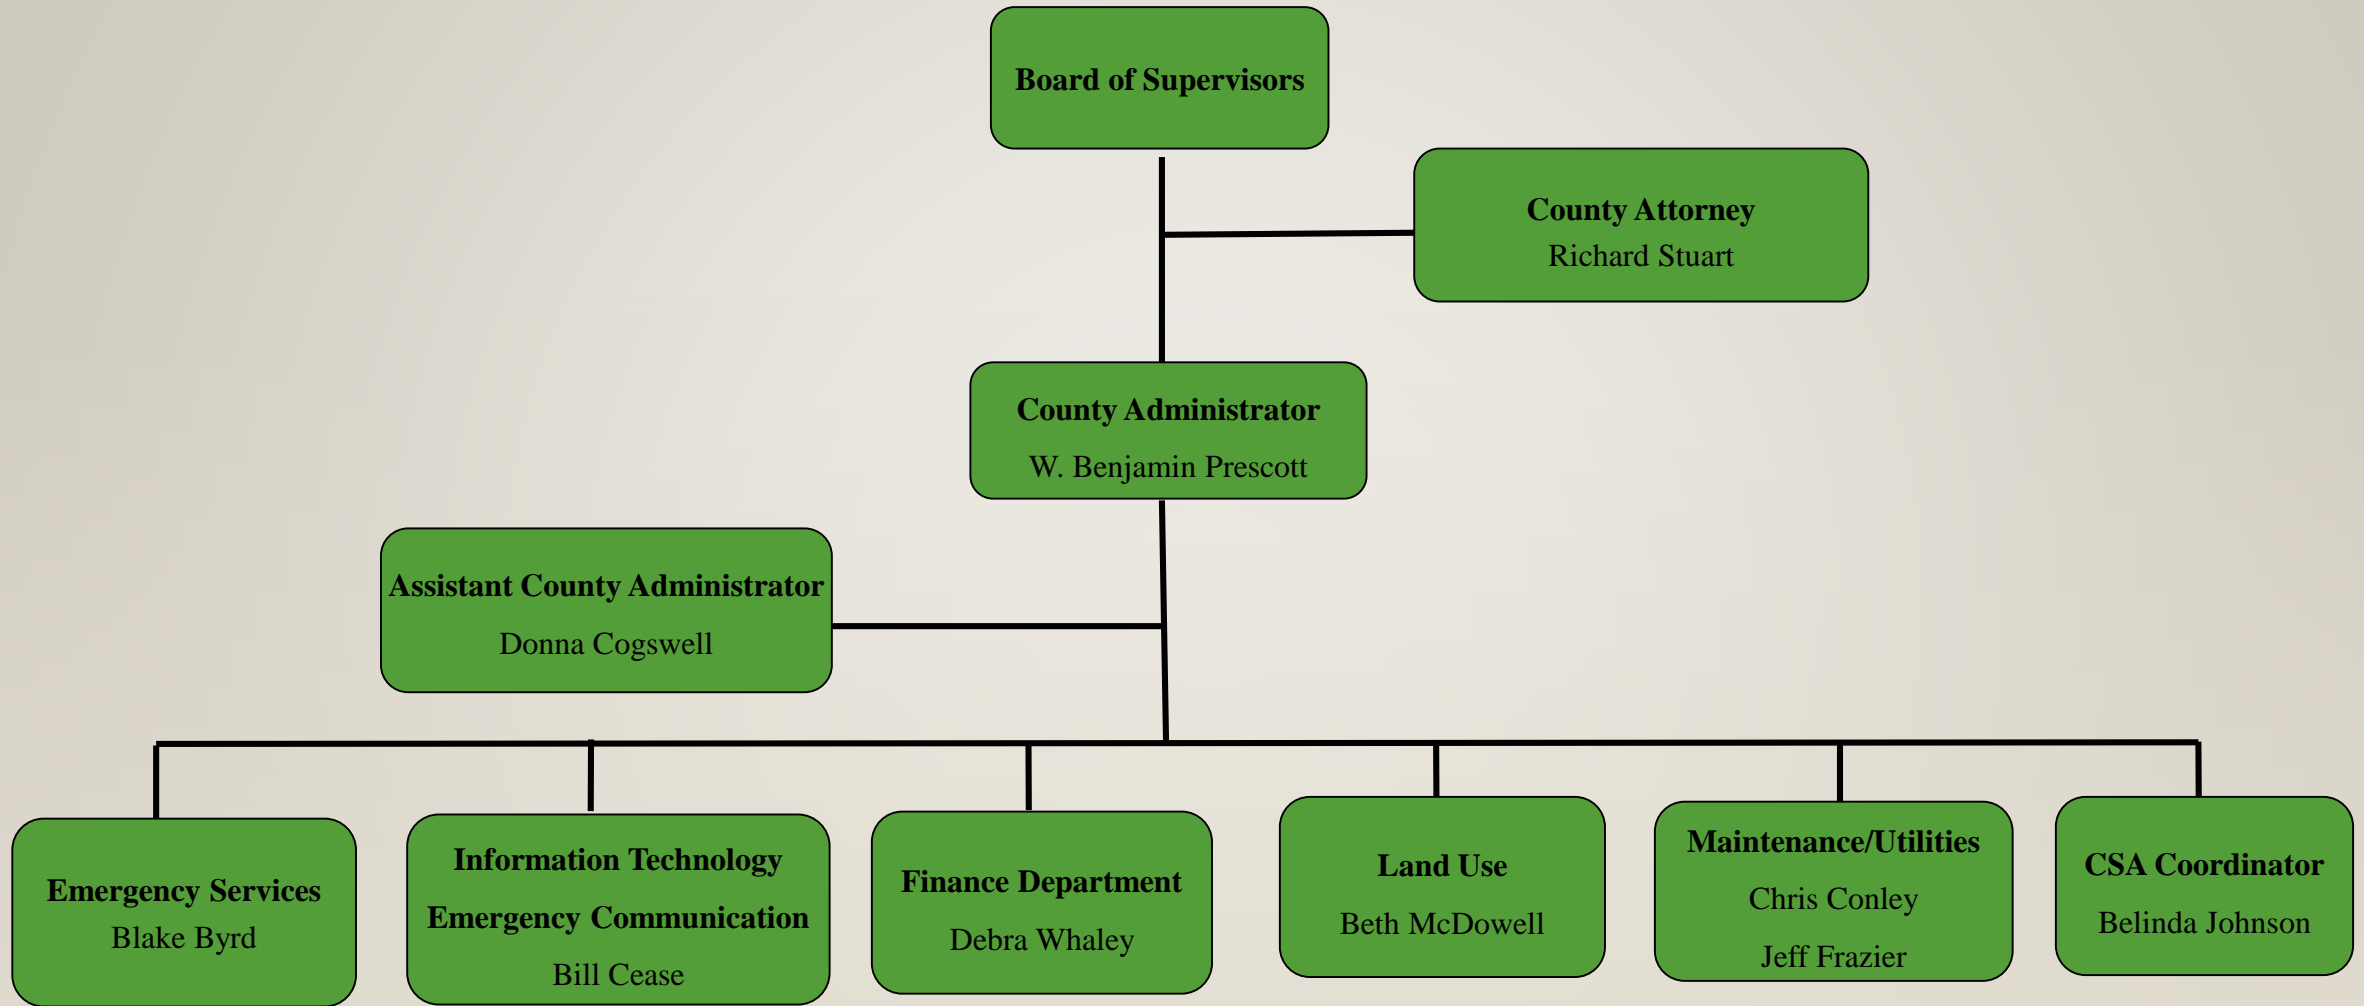 Board of Supervisors
County Attorney
Richard Stuart
County Administrator
W. Benjamin Prescott
Assistant County Administrator
Donna Cogswell
Emergency Services
Blake Byrd
Information Technology
Emergency Communication
Bill Cease
Finance Department
Debra Whaley
Land Use
Beth McDowell
Maintenance/Utilities
Chris Conley
Jeff Frazier
CSA Coordinator
Belinda Johnson